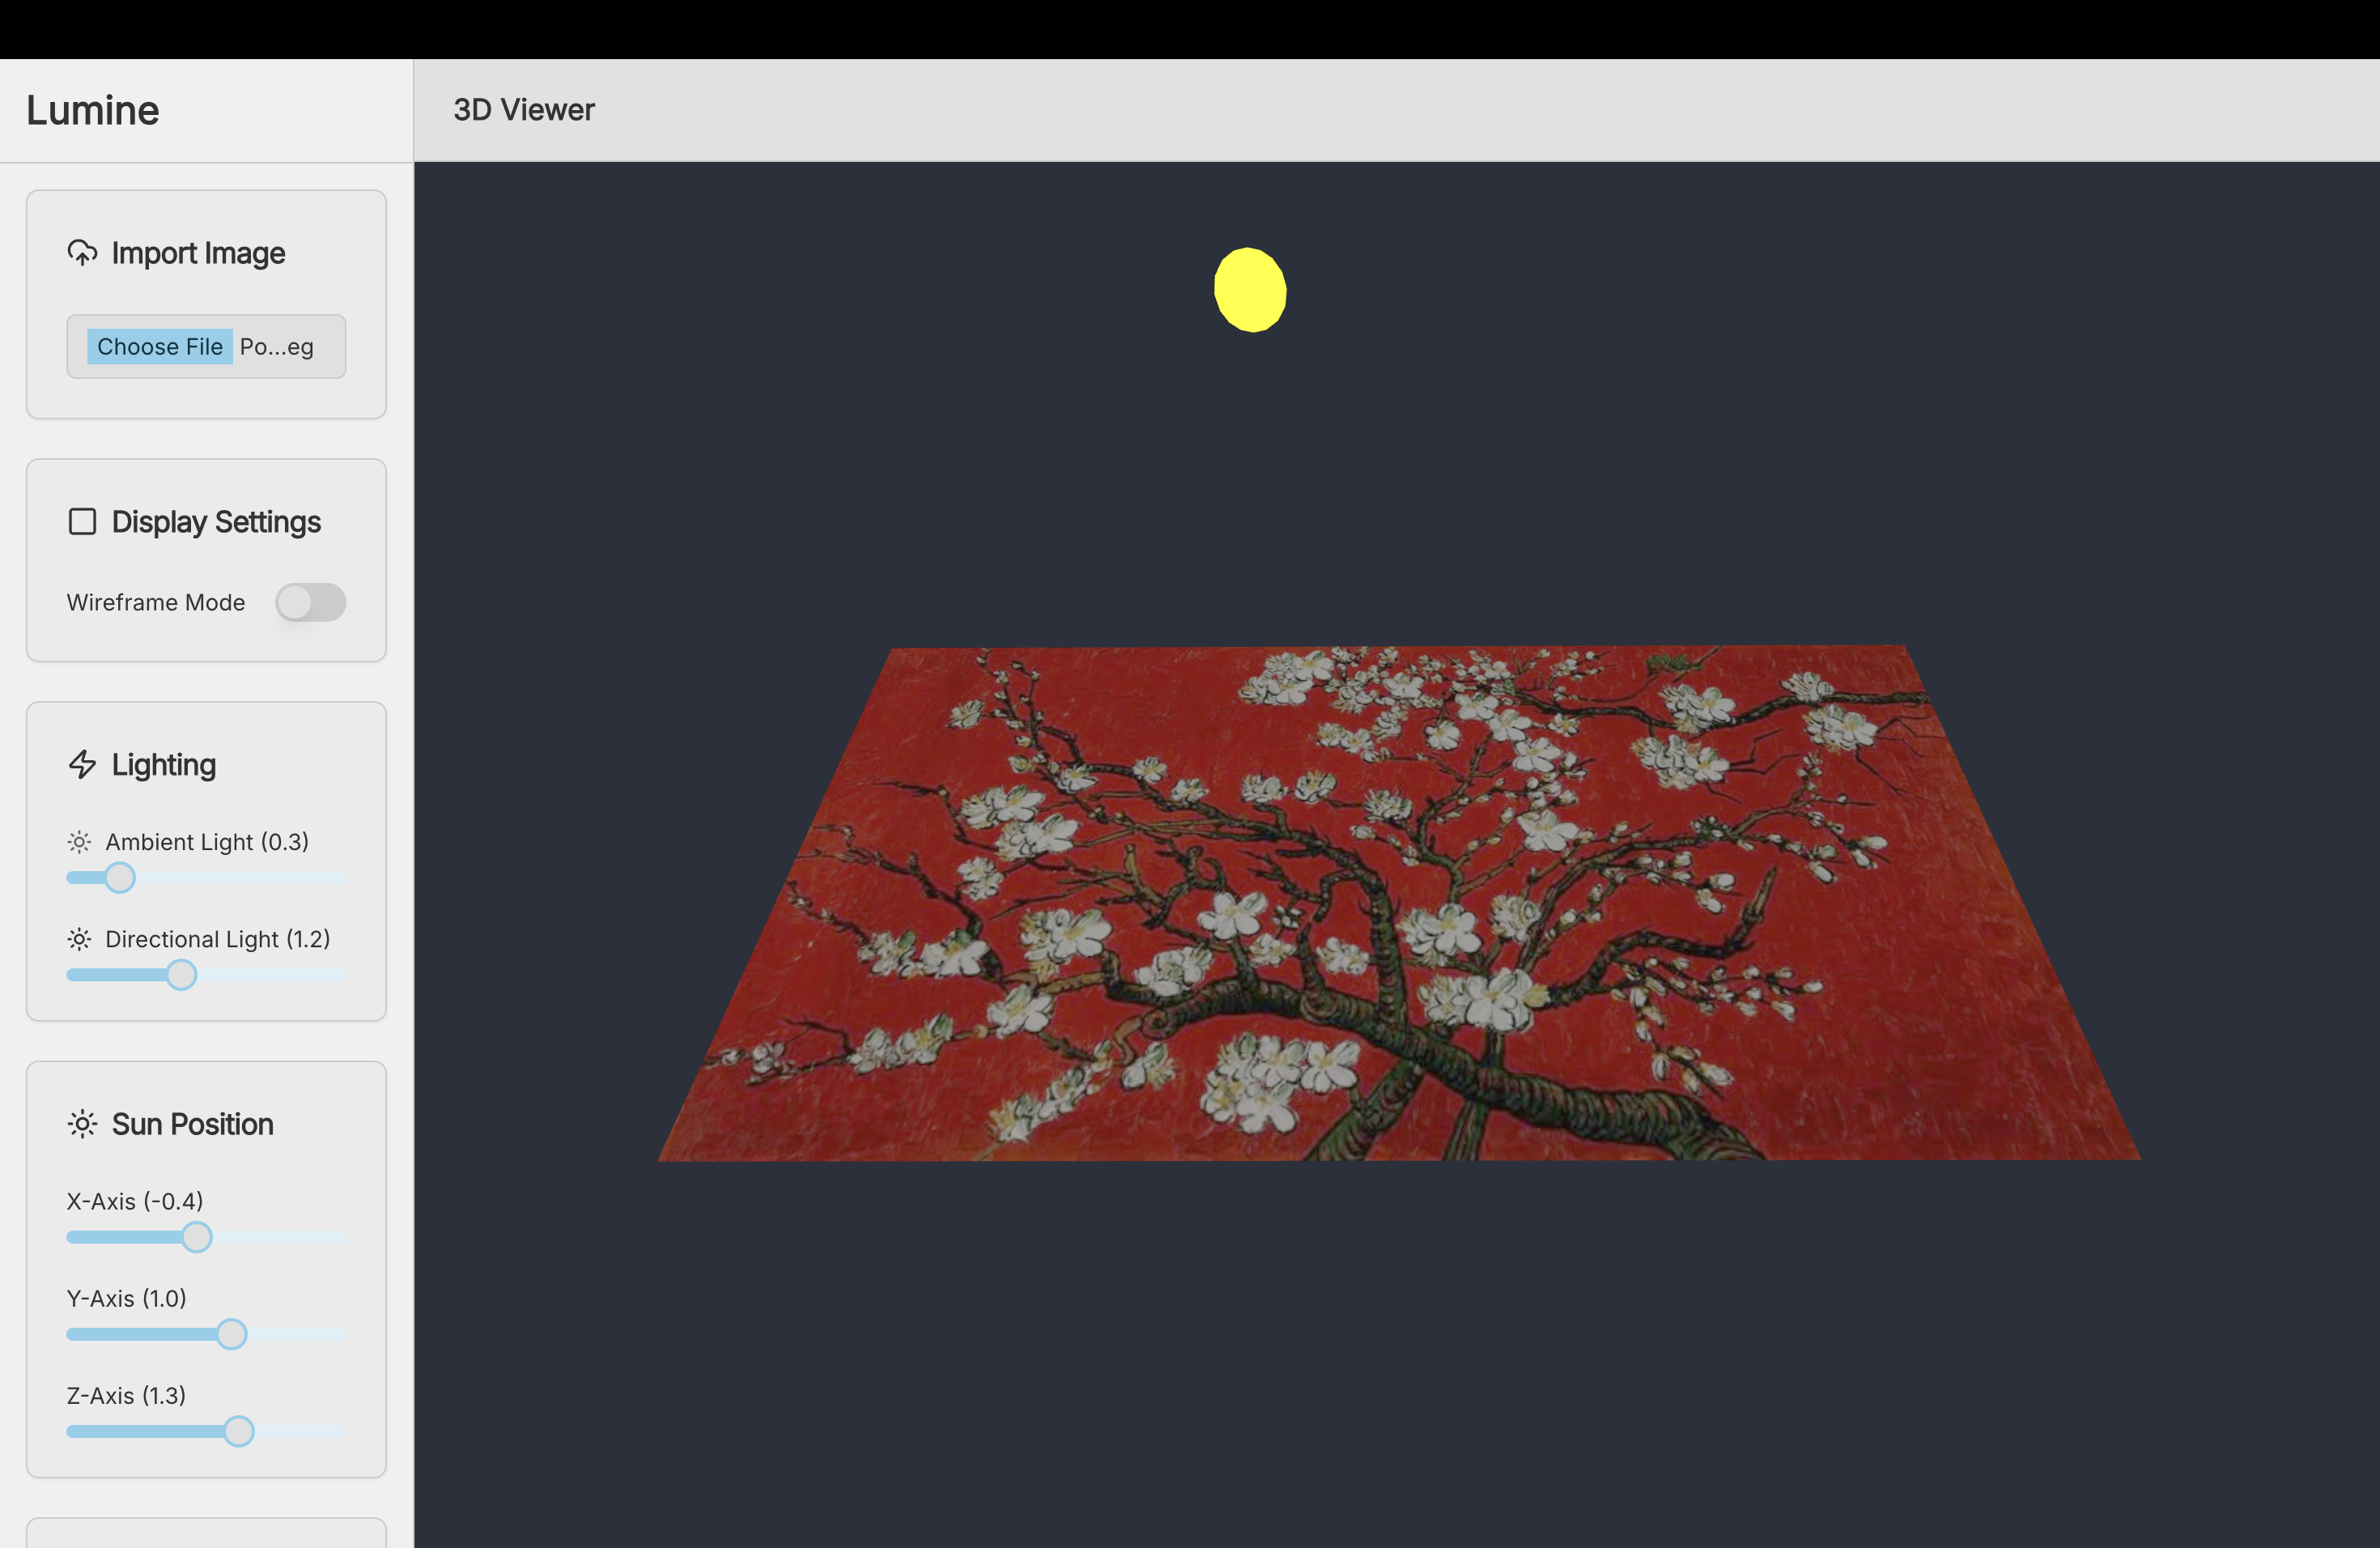 Lumine
3D Viewer
Import Image
Choose File Po...eg
Display Settings
Wireframe Mode
Lighting
Ambient Light (0.3)
Directional Light (1.2)
Sun Position
X-Axis (-0.4)
Y-Axis (1.0)
Z-Axis (1.3)